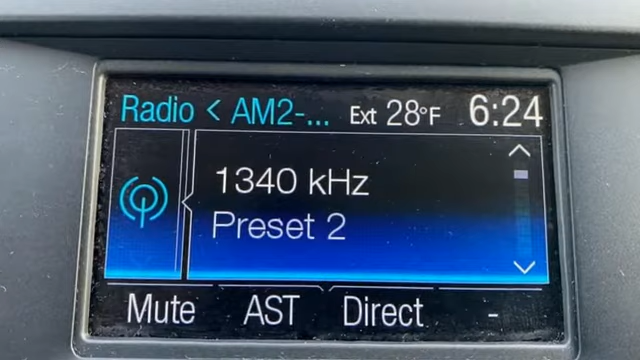 Radio < AM2-... Ext 28°F 6:24
1340 kHz
Preset 2
Mute AST Direct -